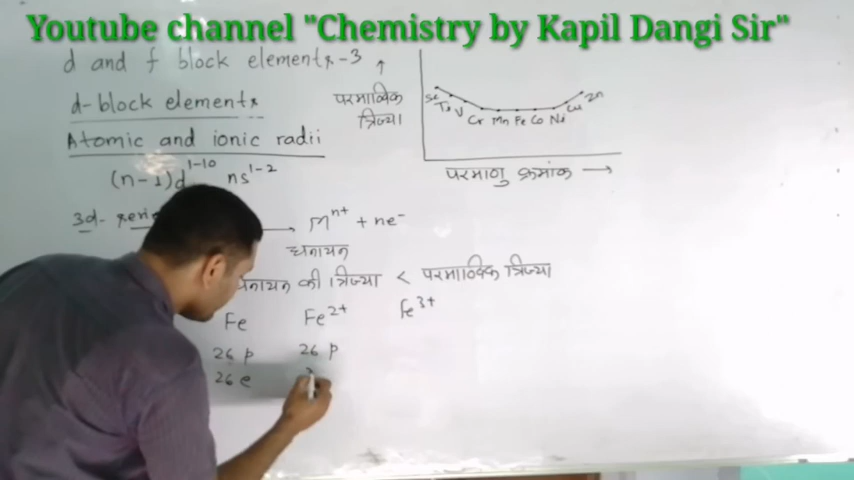 Youtube channel "Chemistry by Kapil Dangi Sir"
d and f block elements -3
d-block elements
Atomic and ionic radii
(n-1)d¹⁻¹⁰ ns¹⁻²
3d-
→ Mⁿ⁺ + ne⁻
धनायन
की त्रिज्या < परमाण्विक त्रिज्या
Fe Fe²⁺ Fe³⁺
26 p 26 p
26 e
↑
परमाण्विक
त्रिज्या
Sc Ti V Cr Mn Fe Co Ni Cu Zn
परमाणु क्रमांक →